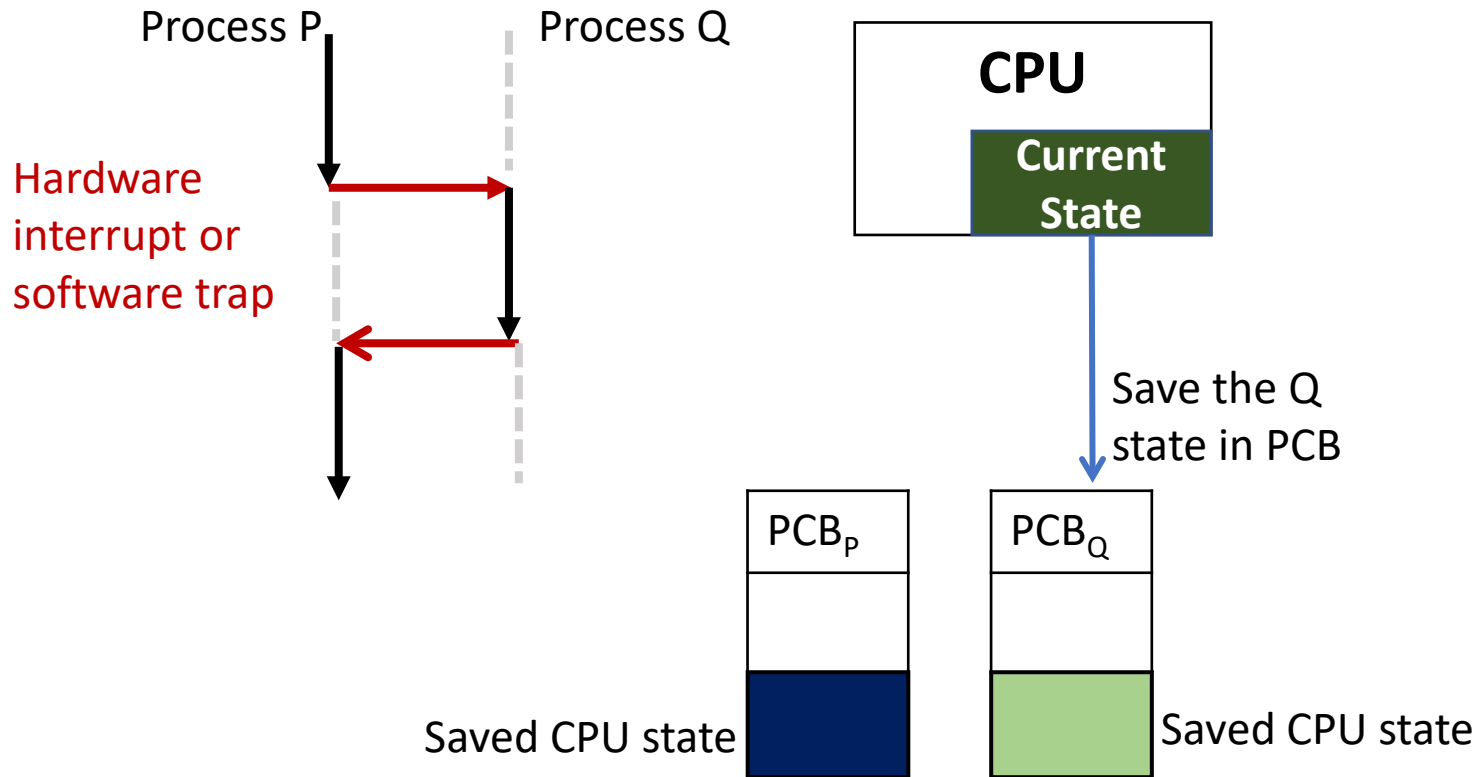 Process P
Process Q
CPU
Current
State
Hardware
interrupt or
software trap
Save the Q
state in PCB
PCBP
PCBQ
Saved CPU state
Saved CPU state